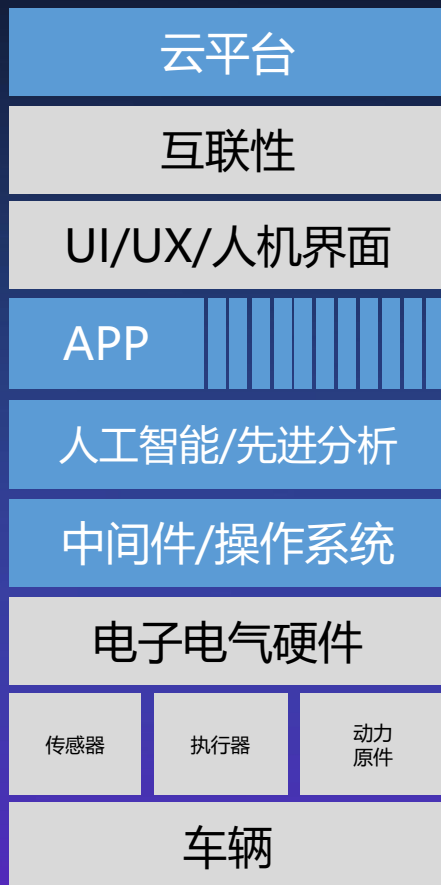 云平台
互联性
UI/UX/人机界面
APP
人工智能/先进分析
中间件/操作系统
电子电气硬件
传感器
执行器
动力
原件
车辆